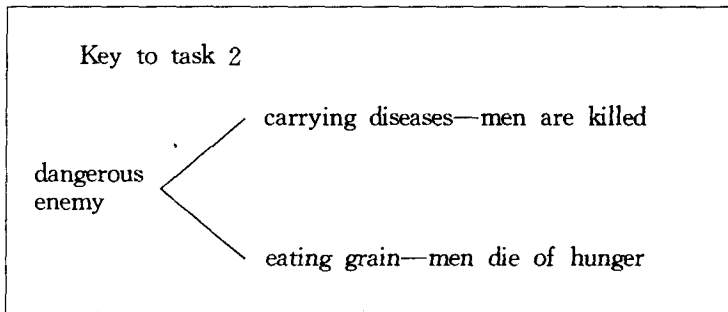 Key to task 2
carrying diseases—men are killed
dangerous
enemy
eating grain—men die of hunger